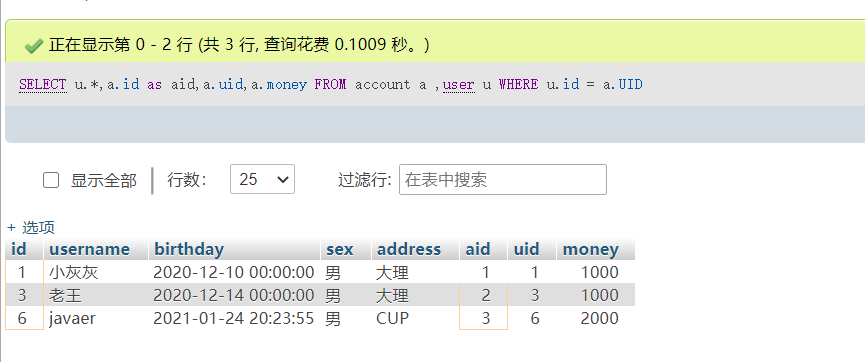 正在显示第 0 - 2 行 (共 3 行, 查询花费 0.1009 秒。)
SELECT u.*,a.id as aid,a.uid,a.money FROM account a ,user u WHERE u.id = a.UID
显示全部 行数: 25 过滤行: 在表中搜索
+ 选项
id username birthday sex address aid uid money
1 小灰灰 2020-12-10 00:00:00 男 大理 1 1 1000
3 老王 2020-12-14 00:00:00 男 大理 2 3 1000
6 javaer 2021-01-24 20:23:55 男 CUP 3 6 2000